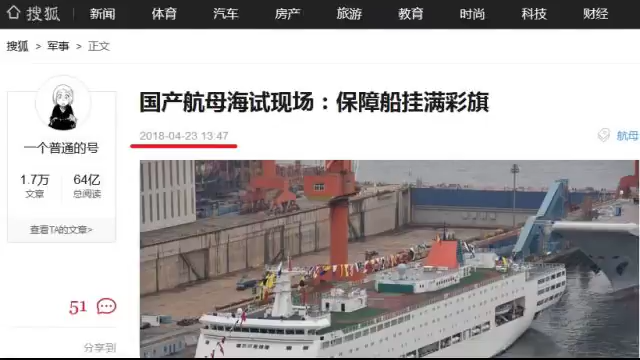 搜狐 新闻 体育 汽车 房产 旅游 教育 时尚 科技 财经
搜狐 > 军事 > 正文
国产航母海试现场：保障船挂满彩旗
2018-04-23 13:47
航母
一个普通的号
1.7万 64亿
文章 总阅读
查看TA的文章>
51
分享到